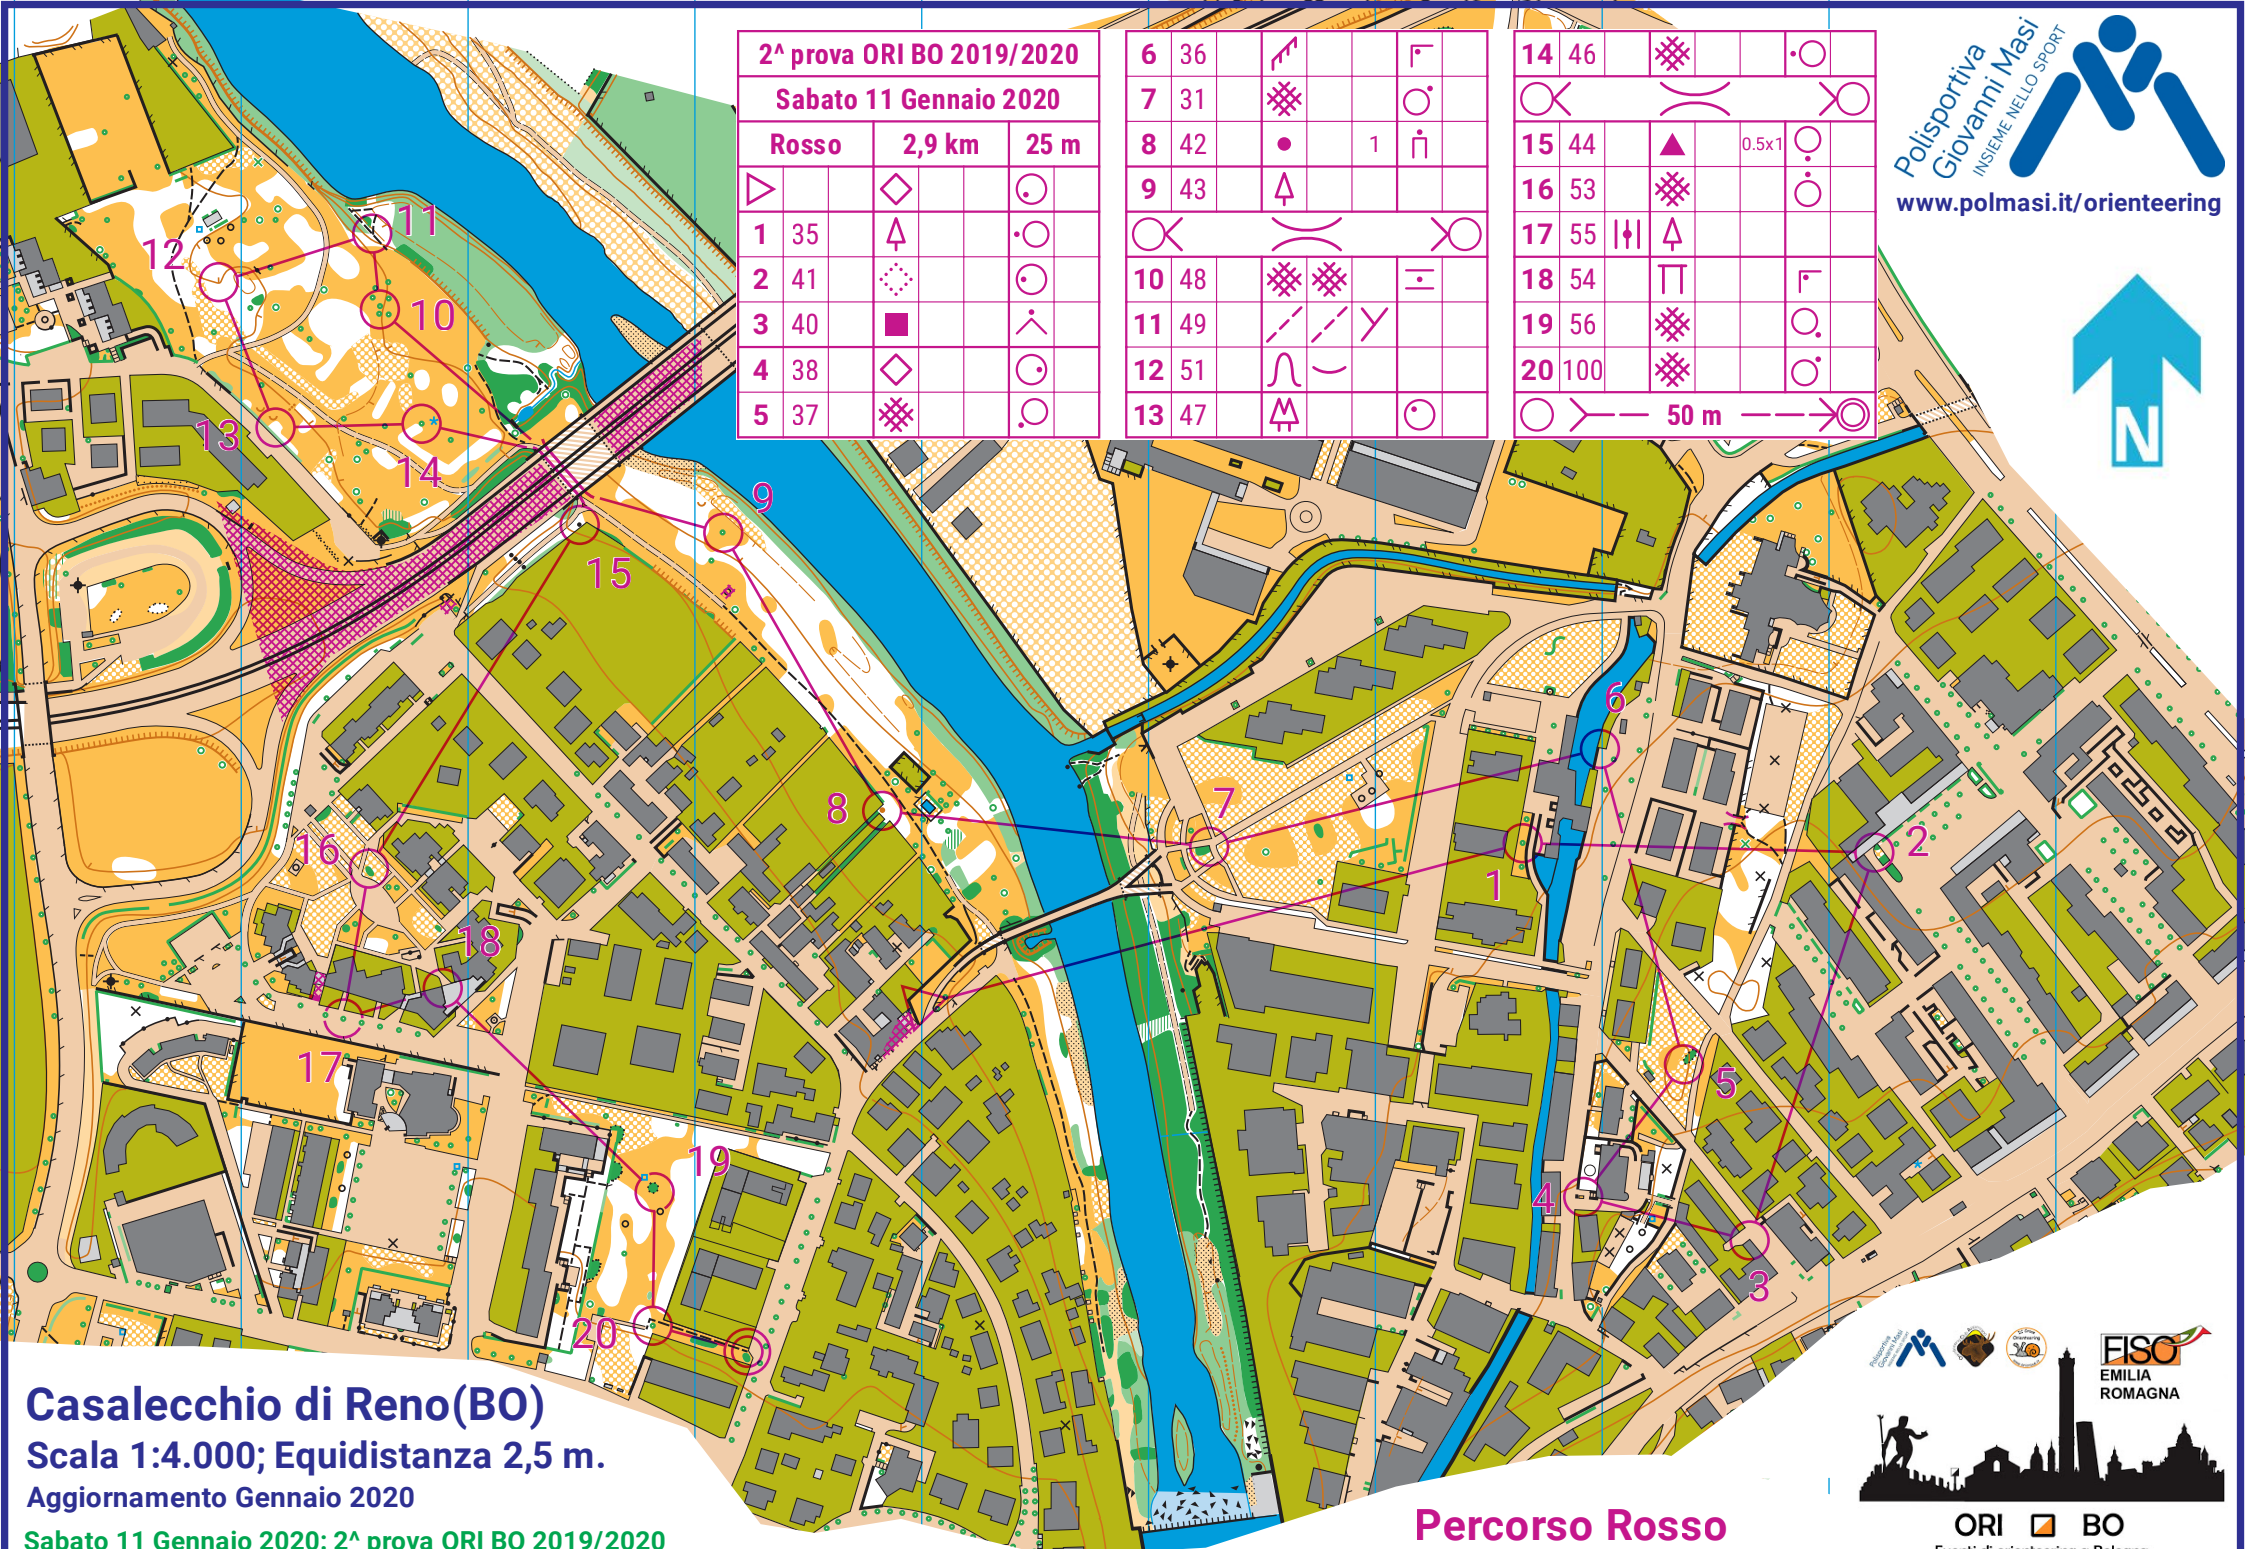 2^ prova ORI BO 2019/2020
Sabato 11 Gennaio 2020
Rosso 2,9 km 25 m
1 35
2 41
3 40
4 38
5 37
6 36
7 31
8 42 1
9 43
10 48
11 49
12 51
13 47
14 46
15 44 0.5x1
16 53
17 55
18 54
19 56
20 100
50 m
Polisportiva
Giovanni Masi
INSIEME NELLO SPORT
www.polmasi.it/orienteering
N
11
12
10
13
14
9
15
8
7
6
1
2
16
18
17
5
4
3
19
20
Casalecchio di Reno(BO)
Scala 1:4.000; Equidistanza 2,5 m.
Aggiornamento Gennaio 2020
Sabato 11 Gennaio 2020: 2^ prova ORI BO 2019/2020
Percorso Rosso
Polisportiva
Giovanni Masi
FISO
EMILIA
ROMAGNA
ORI BO